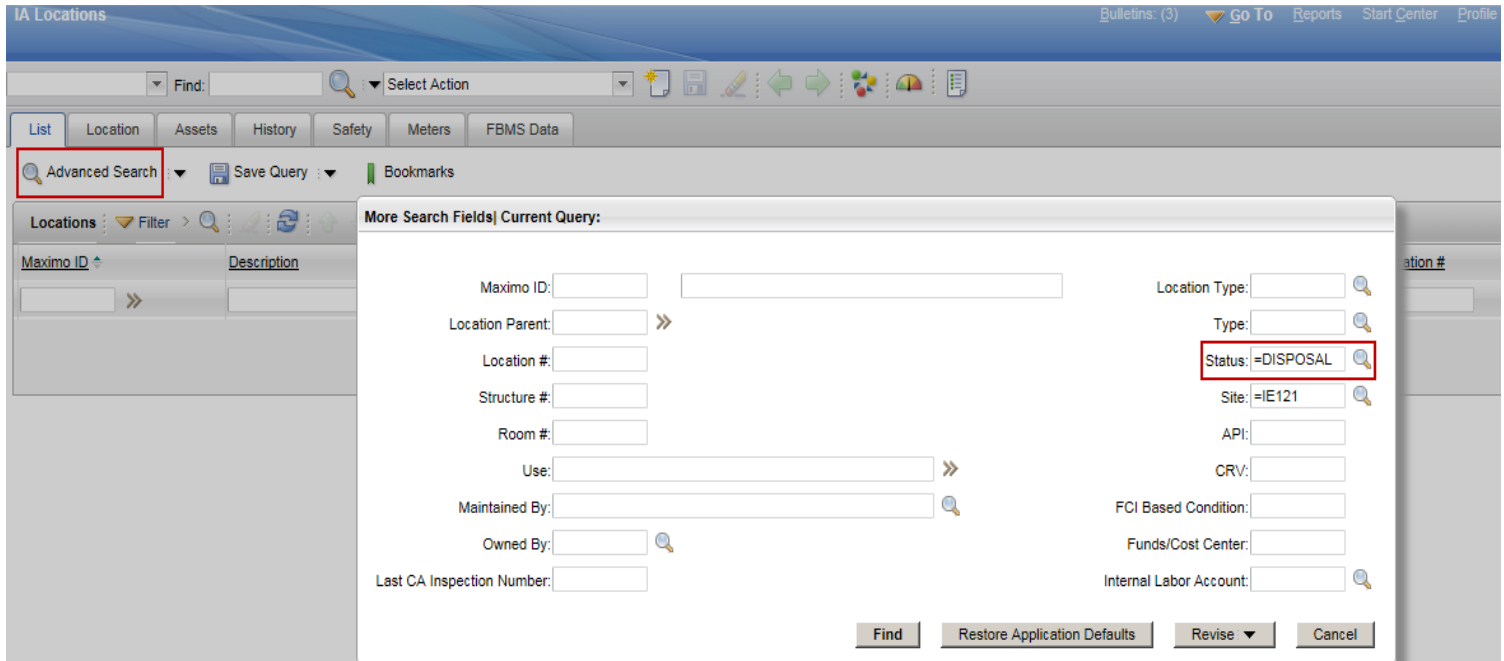 IA Locations Bulletins: (3) Go To Reports Start Center Profile
Find: Select Action
List Location Assets History Safety Meters FBMS Data
Advanced Search Save Query Bookmarks
Locations Filter
More Search Fields| Current Query:
Maximo ID Description ation #
Maximo ID: Location Type:
Location Parent: Type:
Location #: Status: =DISPOSAL
Structure #: Site: =IE121
Room #: API:
Use: CRV:
Maintained By: FCI Based Condition:
Owned By: Funds/Cost Center:
Last CA Inspection Number: Internal Labor Account:
Find Restore Application Defaults Revise Cancel